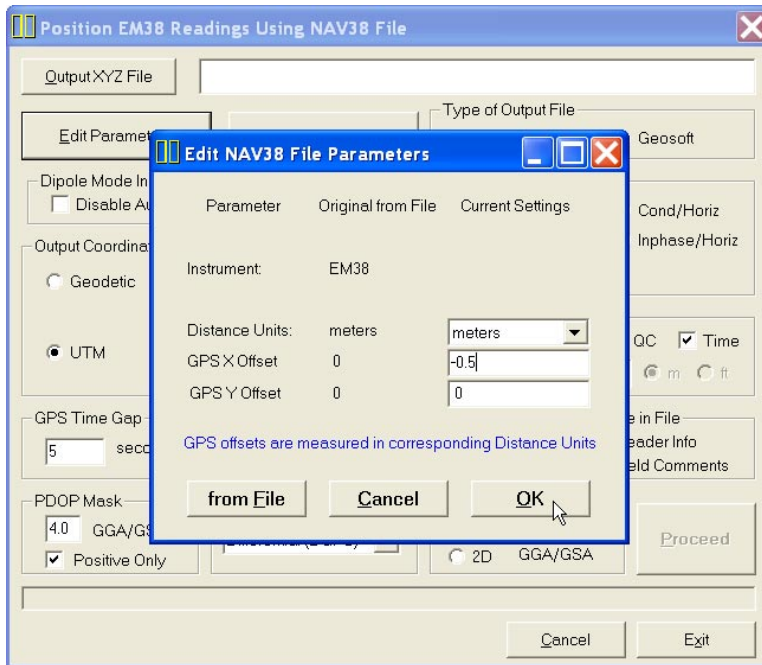 Position EM38 Readings Using NAV38 File
Output XYZ File
Edit Paramet
Type of Output File
Geosoft
Dipole Mode In
Disable Au
Cond/Horiz
Inphase/Horiz
Output Coordina
Geodetic
UTM
QC Time
m ft
GPS Time Gap
5 seco
e in File
eader Info
eld Comments
PDOP Mask
4.0 GGA/GS
Positive Only
2D GGA/GSA
Proceed
Cancel Exit
Edit NAV38 File Parameters
Parameter Original from File Current Settings
Instrument: EM38
Distance Units: meters meters
GPS X Offset 0 -0.5
GPS Y Offset 0 0
GPS offsets are measured in corresponding Distance Units
from File Cancel OK